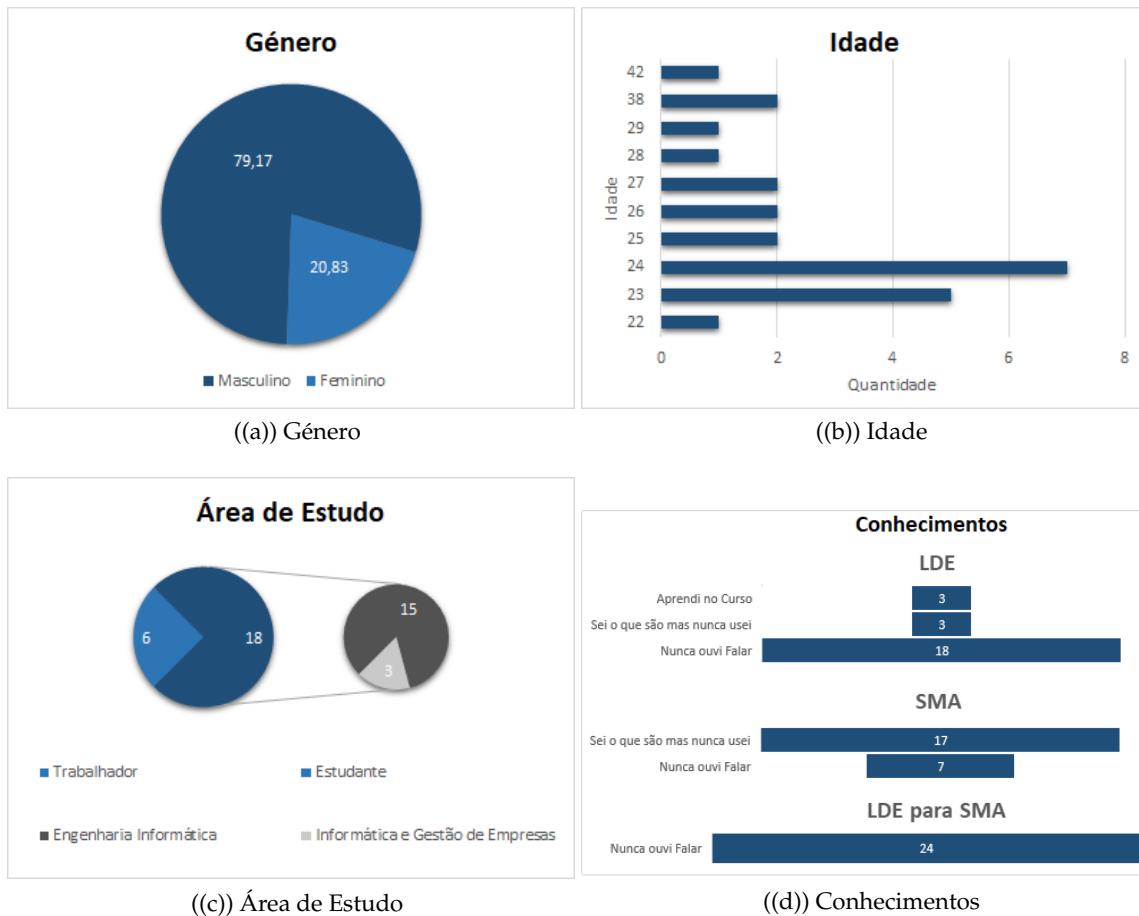 Género
79,17
20,83
Masculino Feminino
((a)) Género
Idade
Idade
42
38
29
28
27
26
25
24
23
22
0 2 4 6 8
Quantidade
((b)) Idade
Área de Estudo
6 18 15
3
Trabalhador Estudante
Engenharia Informática Informática e Gestão de Empresas
((c)) Área de Estudo
Conhecimentos
LDE
Aprendi no Curso 3
Sei o que são mas nunca usei 3
Nunca ouvi Falar 18
SMA
Sei o que são mas nunca usei 17
Nunca ouvi Falar 7
LDE para SMA
Nunca ouvi Falar 24
((d)) Conhecimentos